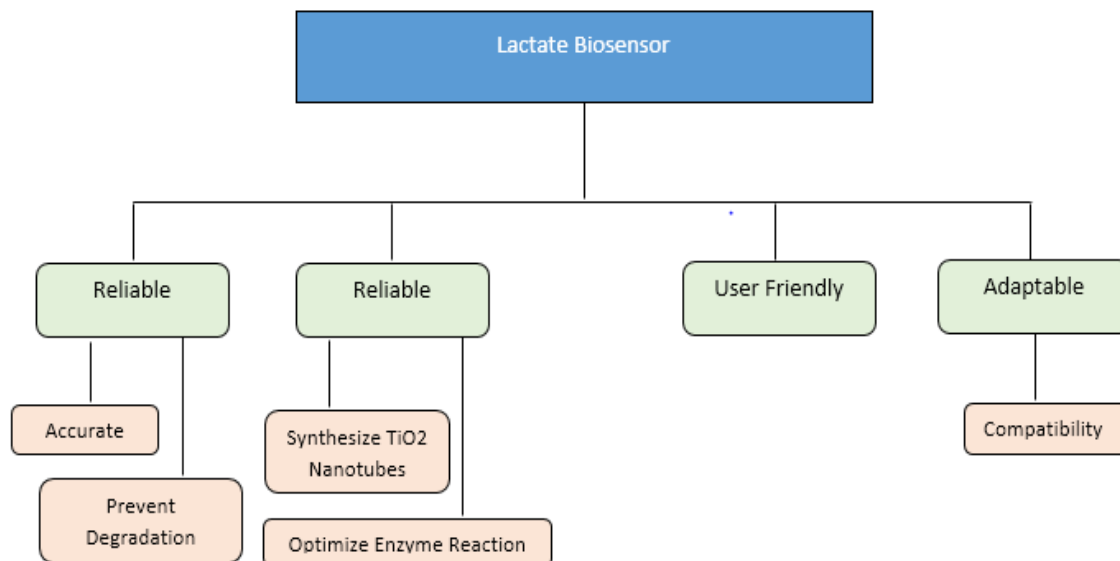 Lactate Biosensor
Reliable
Reliable
User Friendly
Adaptable
Accurate
Synthesize TiO2
Nanotubes
Compatibility
Prevent
Degradation
Optimize Enzyme Reaction